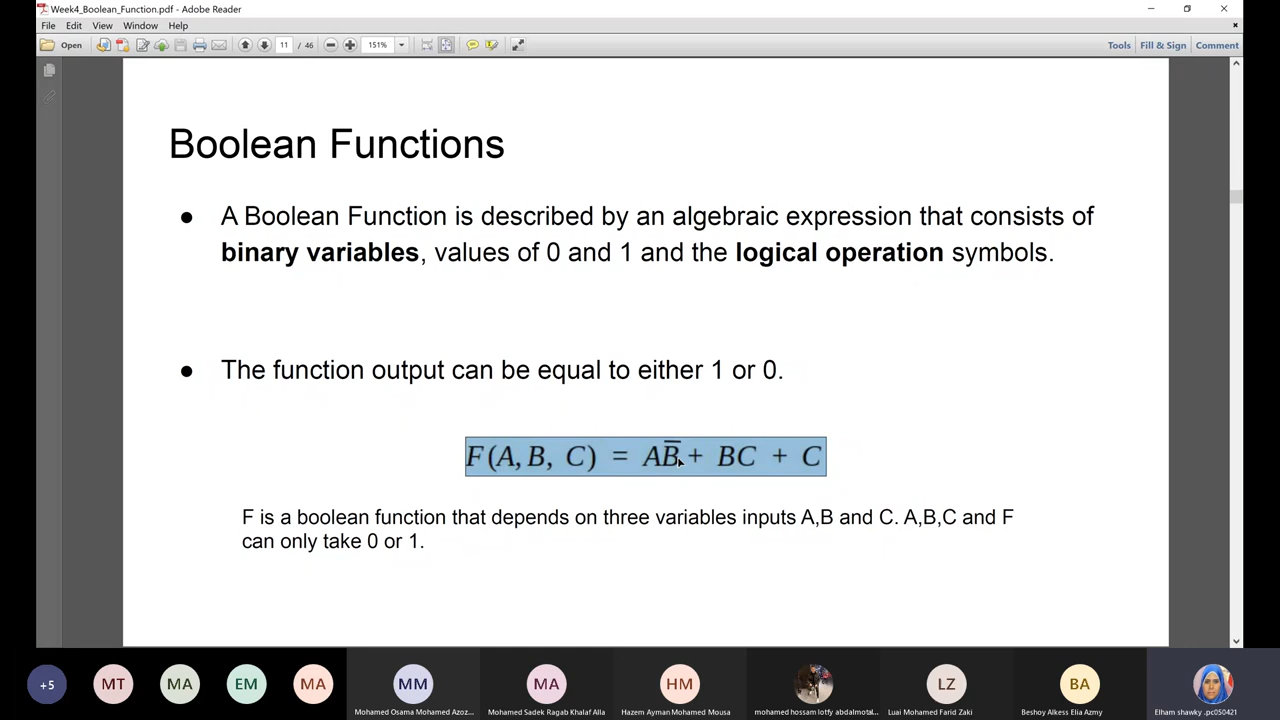 Week4_Boolean_Function.pdf - Adobe Reader
File Edit View Window Help
Open 11 / 46 151% Tools Fill & Sign Comment
Boolean Functions
● A Boolean Function is described by an algebraic expression that consists of
binary variables, values of 0 and 1 and the logical operation symbols.
● The function output can be equal to either 1 or 0.
F(A, B, C) = AB̅ + BC + C
F is a boolean function that depends on three variables inputs A,B and C. A,B,C and F
can only take 0 or 1.
+5 MT MA EM MA MM MA HM LZ BA
Mohamed Osama Mohamed Azoz... Mohamed Sadek Ragab Khalaf Alla Hazem Ayman Mohamed Mousa mohamed hossam lotfy abdalmotal... Luai Mohamed Farid Zaki Beshoy Alkess Elia Azmy Elham shawky _pc050421